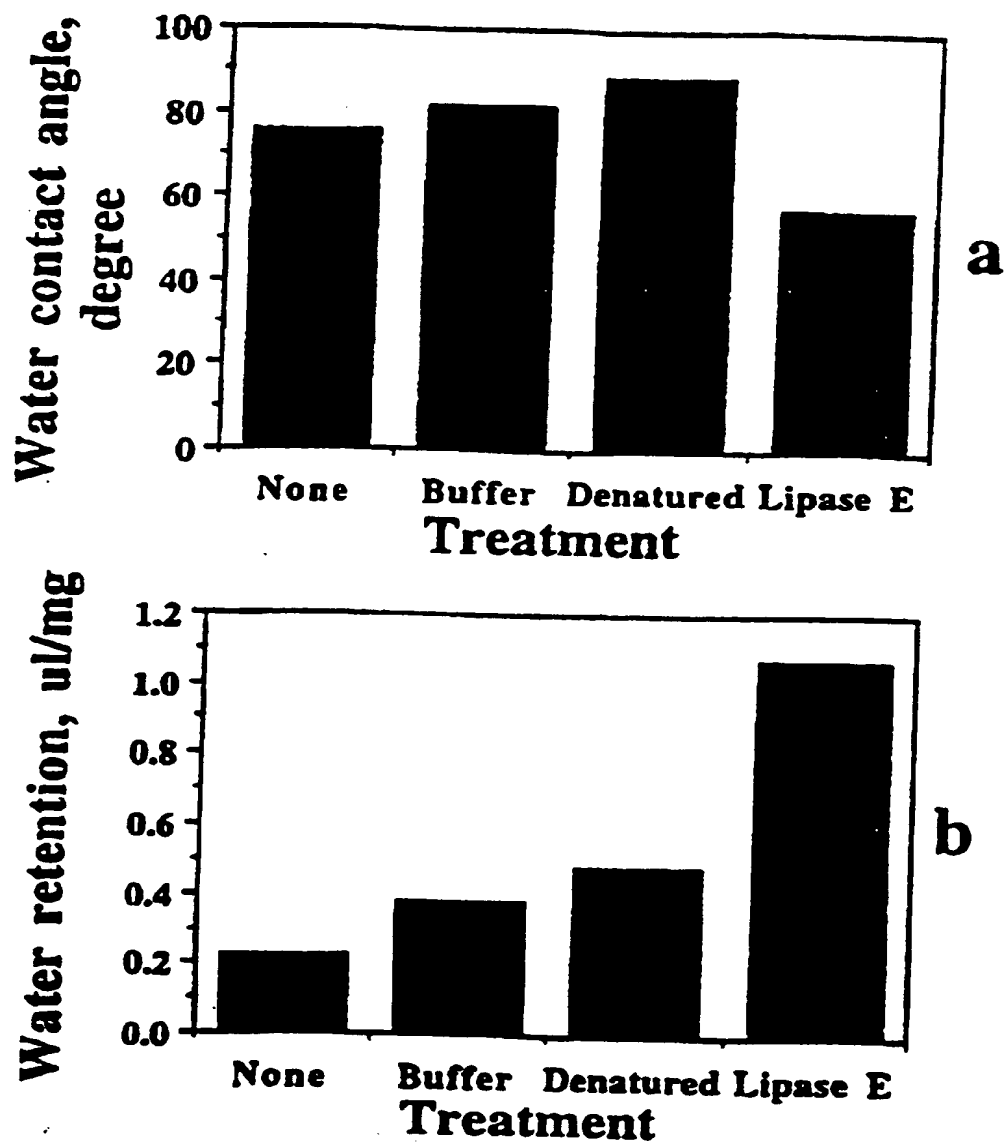 Water contact angle,
degree
100
80
60
40
20
0
None Buffer Denatured Lipase E
Treatment
a
Water retention, ul/mg
1.2
1.0
0.8
0.6
0.4
0.2
0.0
None Buffer Denatured Lipase E
Treatment
b